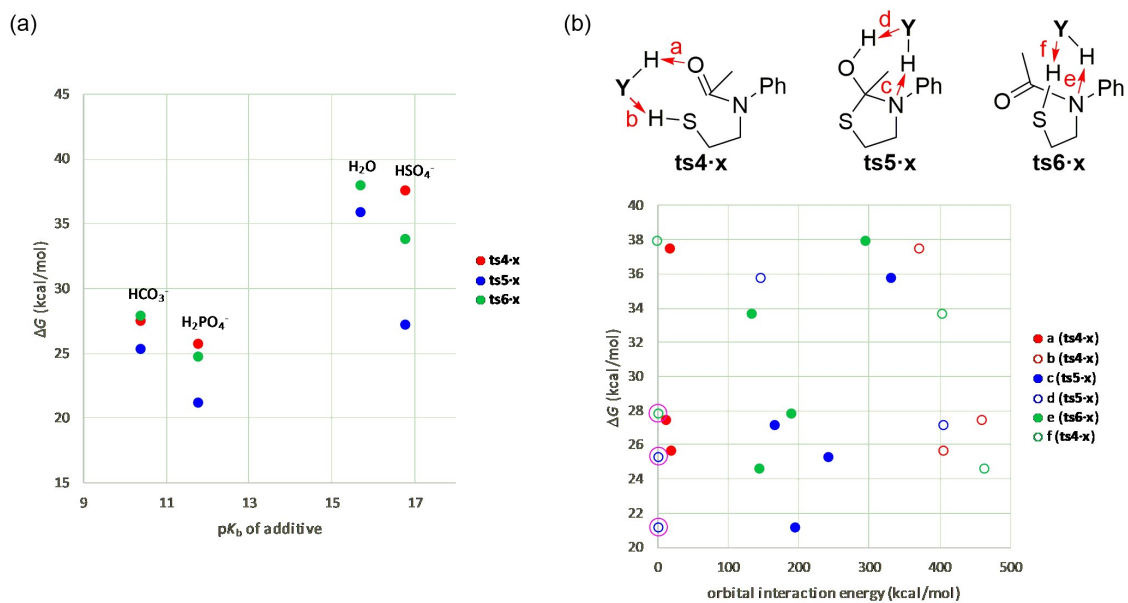 (a)
45
40
35
30
25
20
15
9
11
13
15
17
ΔG (kcal/mol)
pK_b of additive
HCO₃⁻
H₂PO₄⁻
H₂O
HSO₄⁻
ts4·x
ts5·x
ts6·x
(b)
H
a
O
Y
N
Ph
b
H
S
ts4·x
d
Y
H
H
O
c
N
Ph
S
ts5·x
Y
f
H
H
e
O
N
Ph
S
ts6·x
40
38
36
34
32
30
28
26
24
22
20
0
100
200
300
400
500
ΔG (kcal/mol)
orbital interaction energy (kcal/mol)
a (ts4·x)
b (ts4·x)
c (ts5·x)
d (ts5·x)
e (ts6·x)
f (ts4·x)